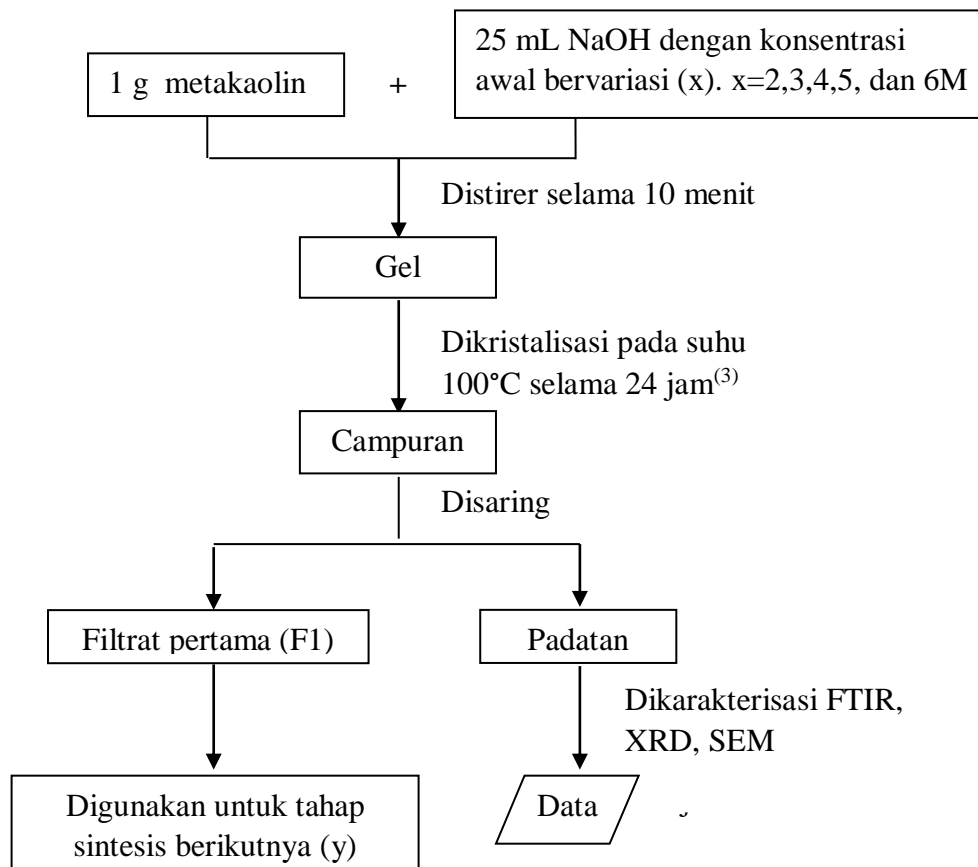 1 g metakaolin
+
25 mL NaOH dengan konsentrasi
awal bervariasi (x). x=2,3,4,5, dan 6M
Distirer selama 10 menit
Gel
Dikristalisasi pada suhu
100°C selama 24 jam⁽³⁾
Campuran
Disaring
Filtrat pertama (F1)
Padatan
Dikarakterisasi FTIR,
XRD, SEM
Digunakan untuk tahap
sintesis berikutnya (y)
Data